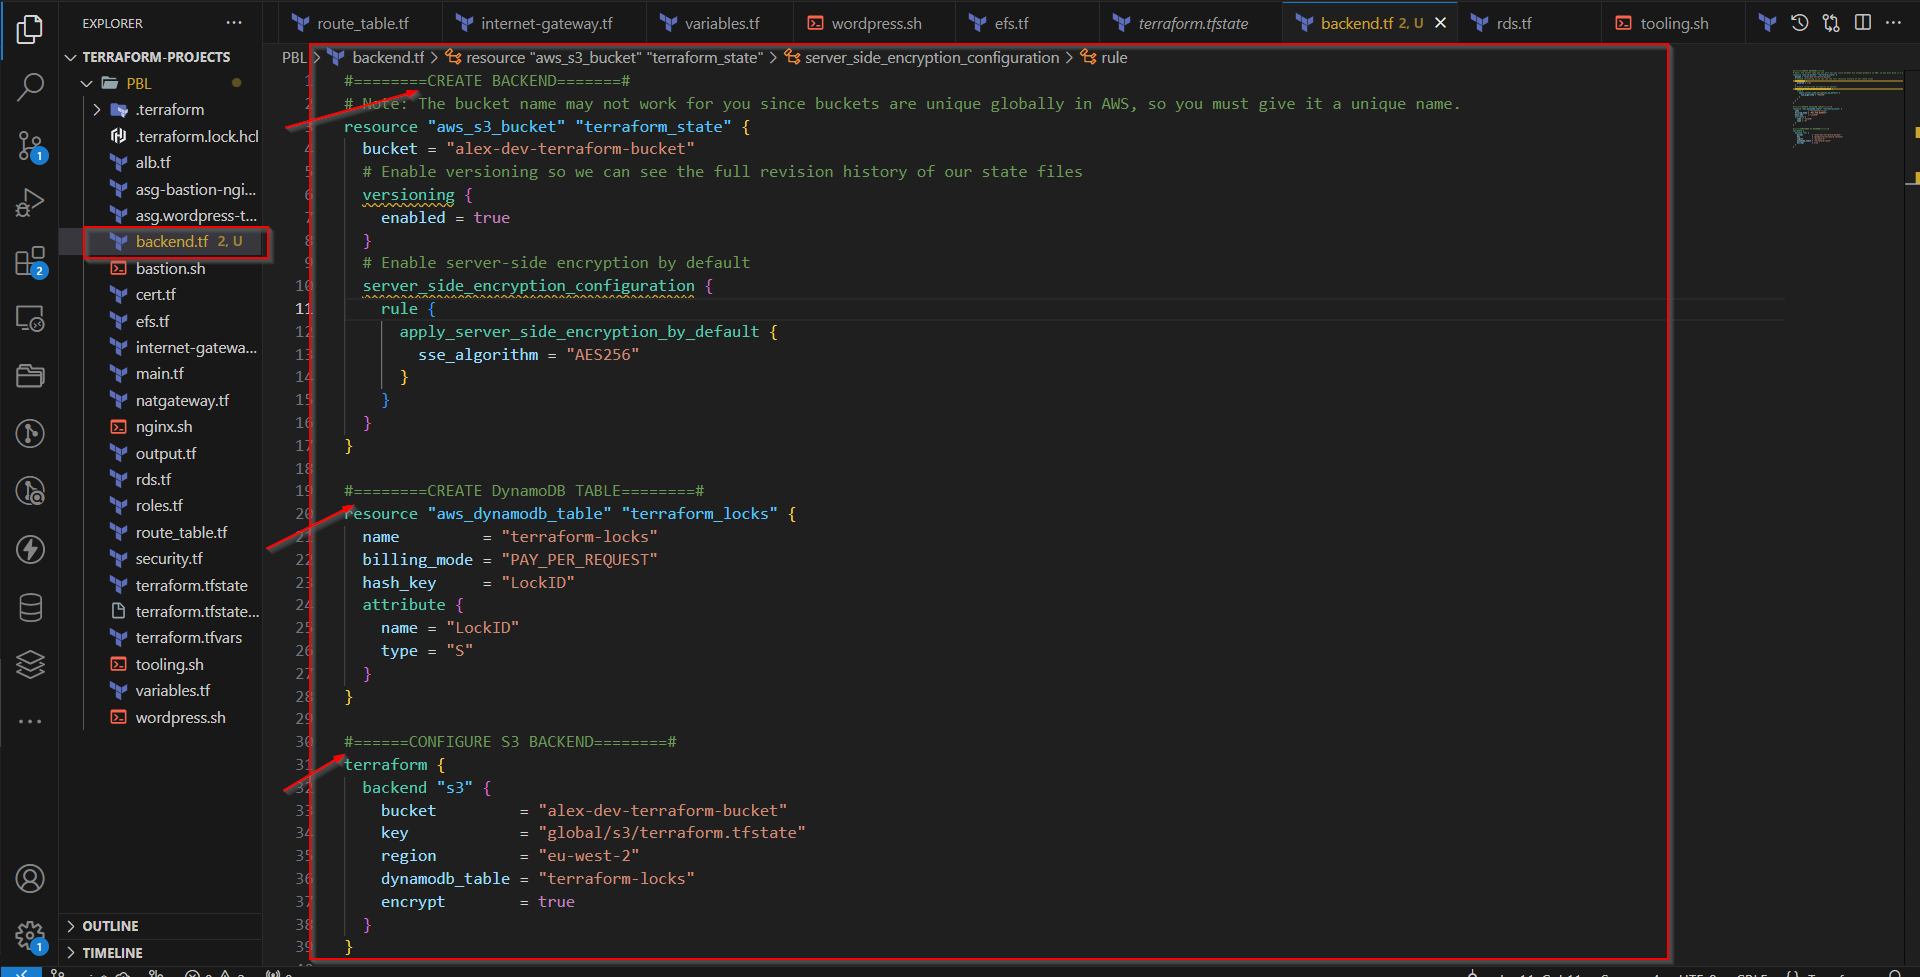 EXPLORER
TERRAFORM-PROJECTS
PBL
.terraform
.terraform.lock.hcl
alb.tf
asg-bastion-ngi...
asg.wordpress-t...
backend.tf 2, U
bastion.sh
cert.tf
efs.tf
internet-gatewa...
main.tf
natgateway.tf
nginx.sh
output.tf
rds.tf
roles.tf
route_table.tf
security.tf
terraform.tfstate
terraform.tfstate...
terraform.tfvars
tooling.sh
variables.tf
wordpress.sh
OUTLINE
TIMELINE
1
2
1
route_table.tf
internet-gateway.tf
variables.tf
wordpress.sh
efs.tf
terraform.tfstate
backend.tf 2, U
rds.tf
tooling.sh
PBL > backend.tf > resource "aws_s3_bucket" "terraform_state" > server_side_encryption_configuration > rule
1 #========CREATE BACKEND=======#
2 # Note: The bucket name may not work for you since buckets are unique globally in AWS, so you must give it a unique name.
3 resource "aws_s3_bucket" "terraform_state" {
4 bucket = "alex-dev-terraform-bucket"
5 # Enable versioning so we can see the full revision history of our state files
6 versioning {
7 enabled = true
8 }
9 # Enable server-side encryption by default
10 server_side_encryption_configuration {
11 rule {
12 apply_server_side_encryption_by_default {
13 sse_algorithm = "AES256"
14 }
15 }
16 }
17 }
18
19 #========CREATE DynamoDB TABLE========#
20 resource "aws_dynamodb_table" "terraform_locks" {
21 name = "terraform-locks"
22 billing_mode = "PAY_PER_REQUEST"
23 hash_key = "LockID"
24 attribute {
25 name = "LockID"
26 type = "S"
27 }
28 }
29
30 #======CONFIGURE S3 BACKEND========#
31 terraform {
32 backend "s3" {
33 bucket = "alex-dev-terraform-bucket"
34 key = "global/s3/terraform.tfstate"
35 region = "eu-west-2"
36 dynamodb_table = "terraform-locks"
37 encrypt = true
38 }
39 }